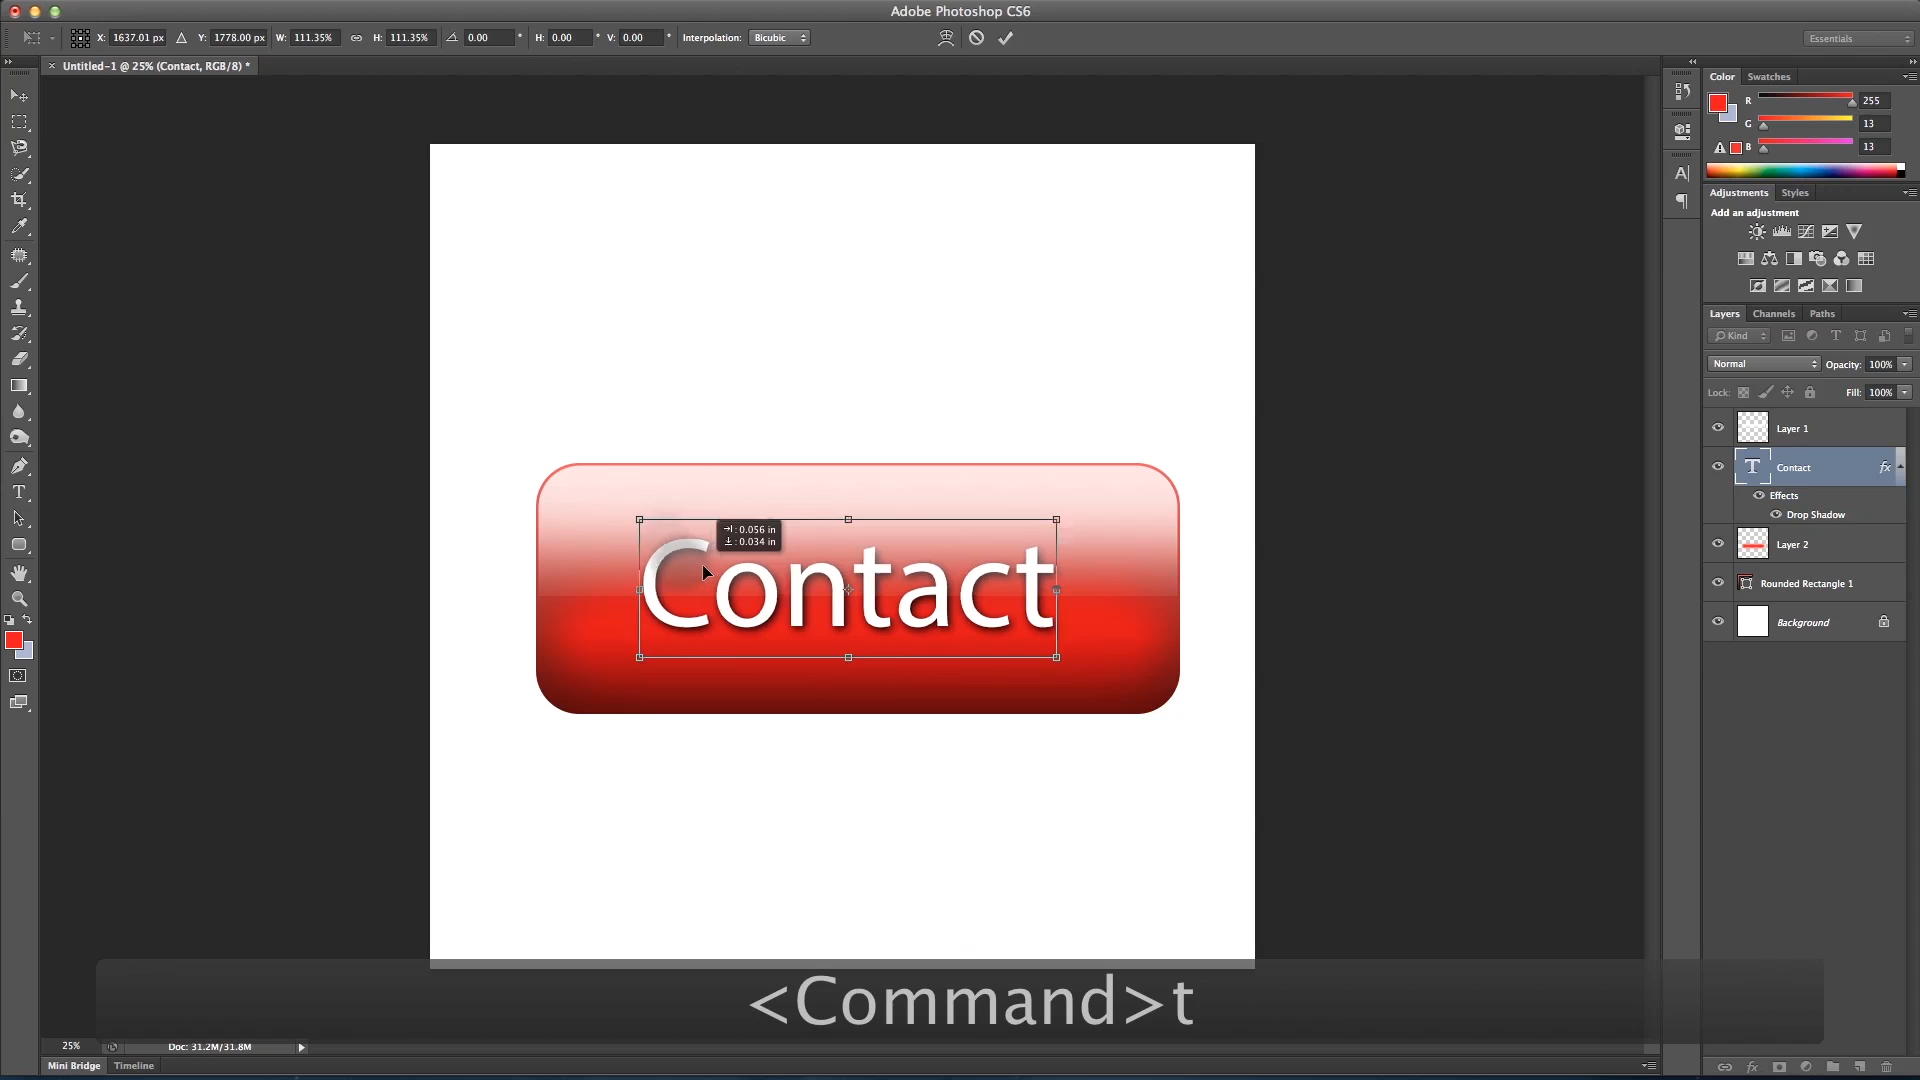 Adobe Photoshop CS6
X: 1637.01 px Y: 1778.00 px W: 111.35% H: 111.35% 0.00 ° H: 0.00 ° V: 0.00 ° Interpolation: Bicubic Essentials
× Untitled-1 @ 25% (Contact, RGB/8) *
Color Swatches
R 255
G 13
B 13
A|
¶
Adjustments Styles
Add an adjustment
Layers Channels Paths
Kind T
Normal Opacity: 100%
Lock: Fill: 100%
Layer 1
T Contact fx
Effects
Drop Shadow
Layer 2
Rounded Rectangle 1
Background
T
: 0.056 in
: 0.034 in
Contact
<Command>t
25% Doc: 31.2M/31.8M
Mini Bridge Timeline
fx